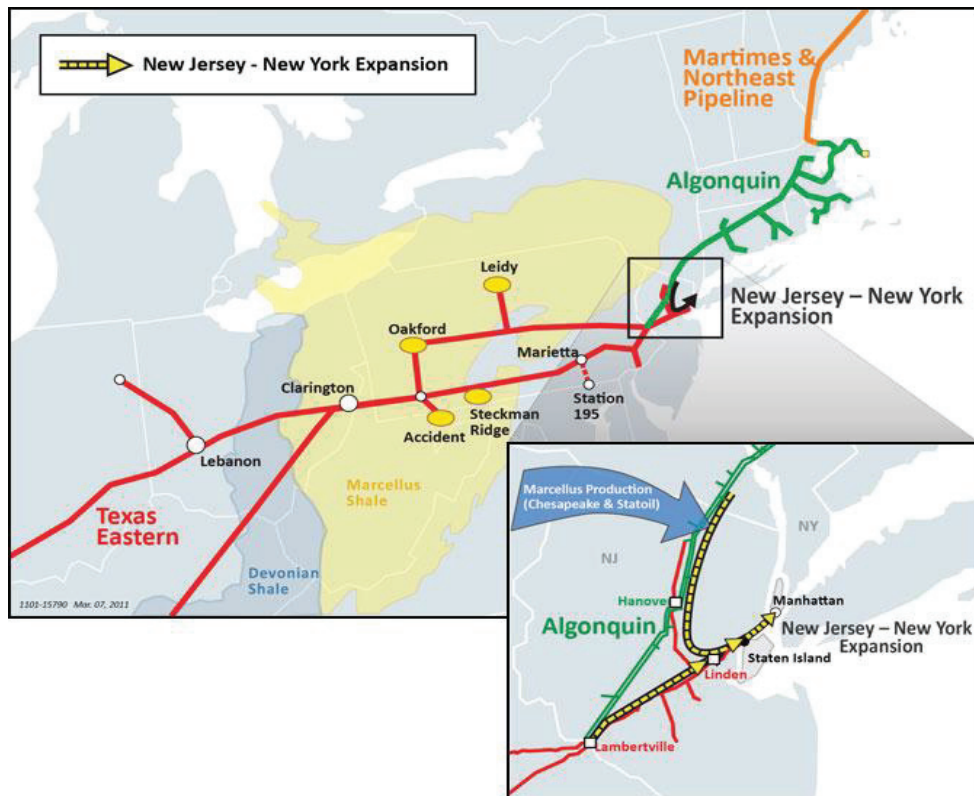 New Jersey - New York Expansion
Martimes &
Northeast
Pipeline
Algonquin
Leidy
New Jersey – New York
Expansion
Oakford
Marietta
Clarington
Station
195
Steckman
Ridge
Accident
Lebanon
Marcellus
Shale
Texas
Eastern
Devonian
Shale
1101-15790 Mar. 07, 2011
Marcellus Production
(Chesapeake & Statoil)
NY
NJ
Hanove
Manhattan
Algonquin
New Jersey – New York
Expansion
Staten Island
Linden
Lambertville